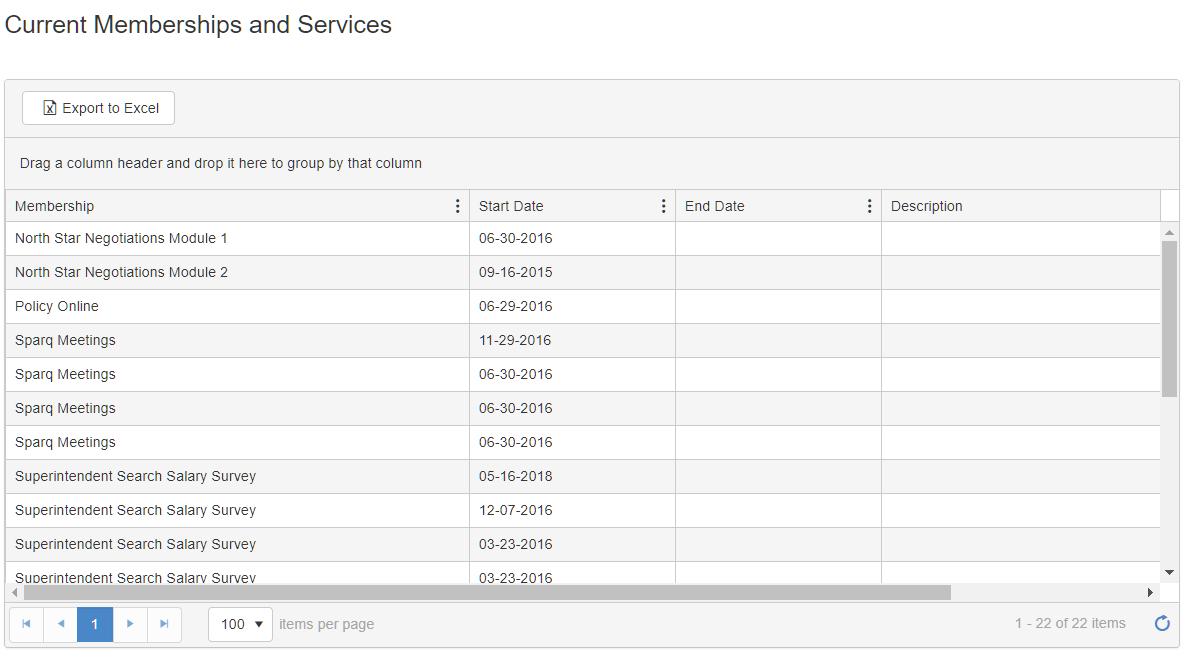 Current Memberships and Services
Export to Excel
Drag a column header and drop it here to group by that column
Membership Start Date End Date Description
North Star Negotiations Module 1 06-30-2016
North Star Negotiations Module 2 09-16-2015
Policy Online 06-29-2016
Sparq Meetings 11-29-2016
Sparq Meetings 06-30-2016
Sparq Meetings 06-30-2016
Sparq Meetings 06-30-2016
Superintendent Search Salary Survey 05-16-2018
Superintendent Search Salary Survey 12-07-2016
Superintendent Search Salary Survey 03-23-2016
Superintendent Search Salary Survey 03-23-2016
1 100 items per page 1 - 22 of 22 items